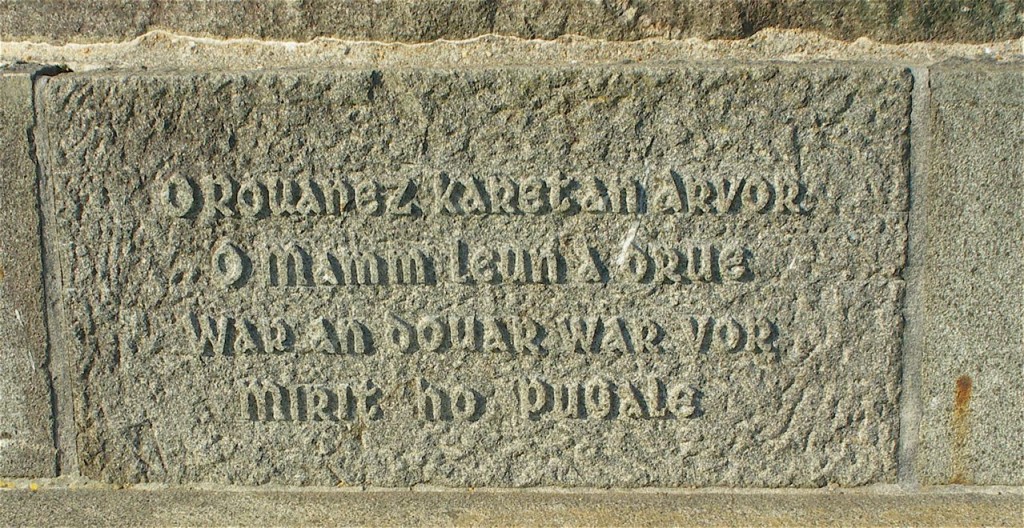 O Rouanez karet an Arvor
O Mamm leun a drue
War an douar war vor
mirit ho pugale